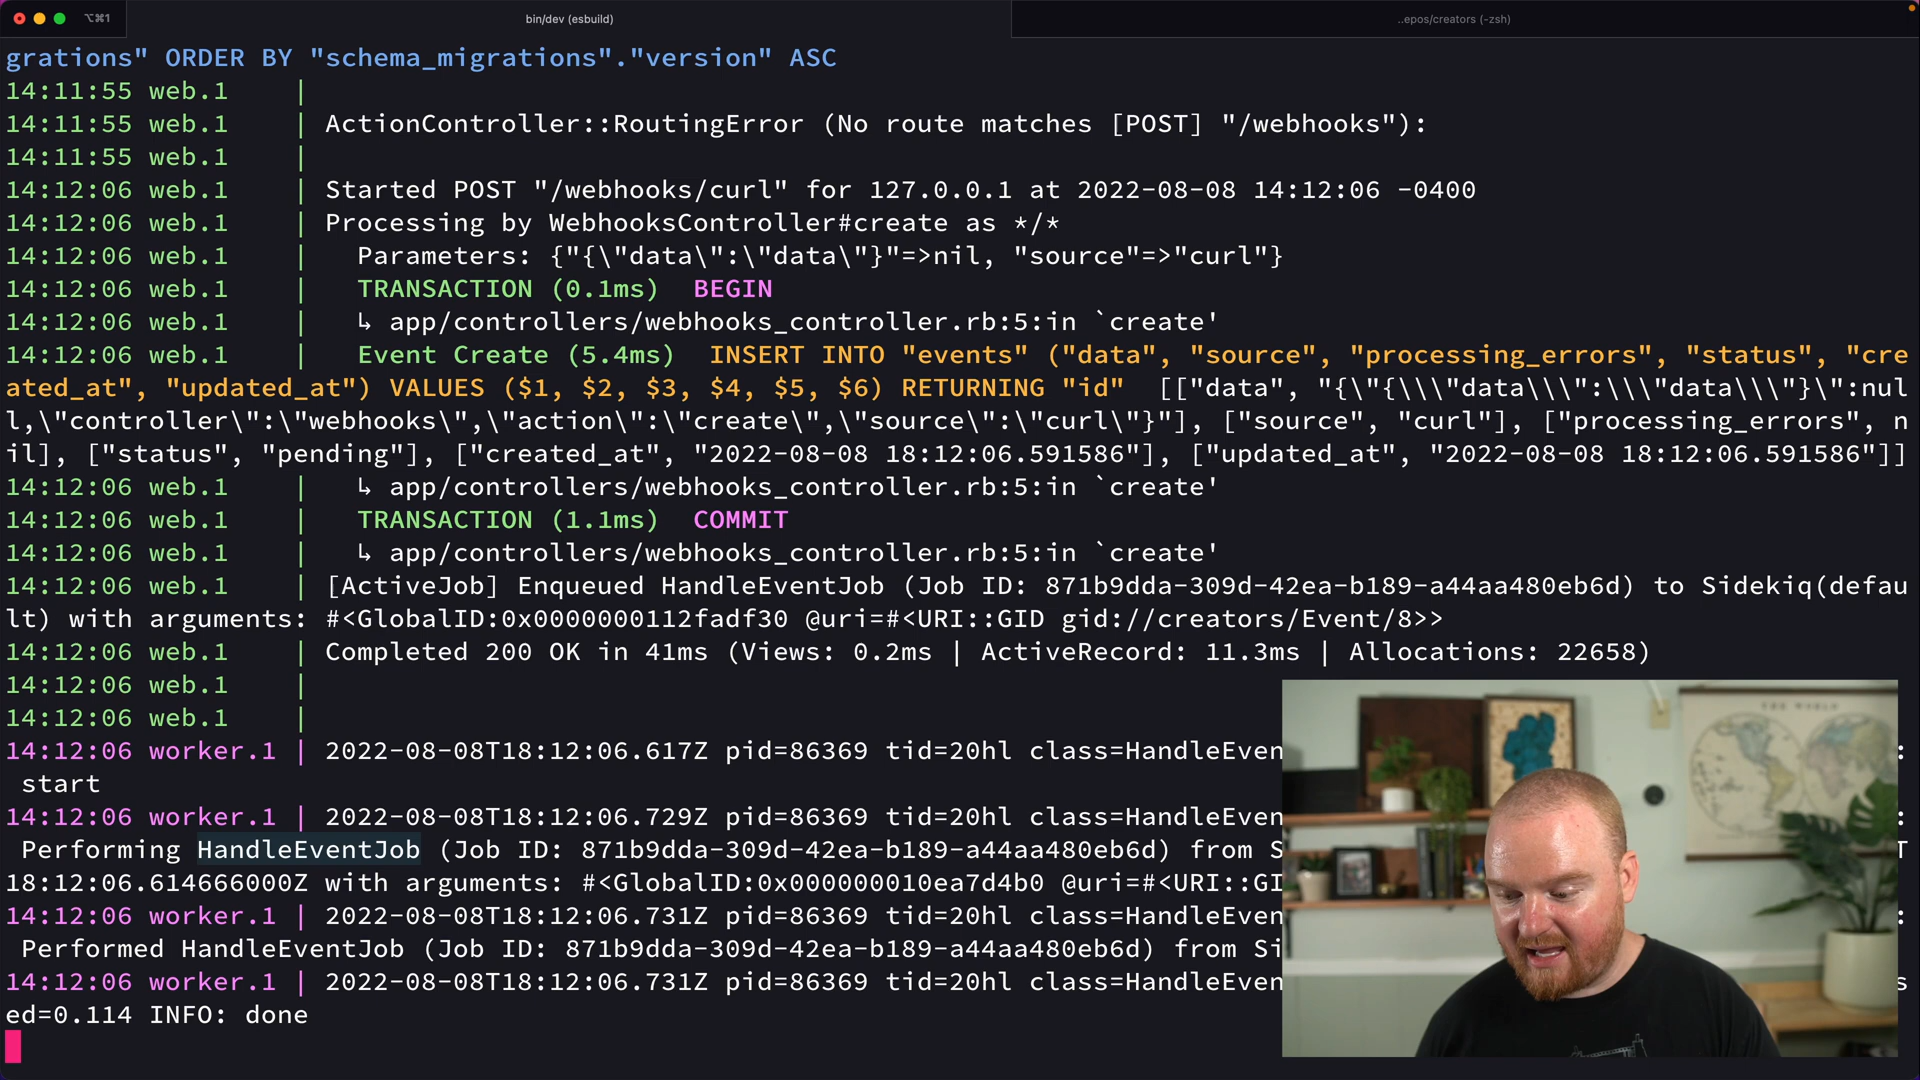 ⌥⌘1
bin/dev (esbuild)
..epos/creators (-zsh)
grations" ORDER BY "schema_migrations"."version" ASC
14:11:55 web.1    |
14:11:55 web.1    | ActionController::RoutingError (No route matches [POST] "/webhooks"):
14:11:55 web.1    |
14:12:06 web.1    | Started POST "/webhooks/curl" for 127.0.0.1 at 2022-08-08 14:12:06 -0400
14:12:06 web.1    | Processing by WebhooksController#create as */*
14:12:06 web.1    |   Parameters: {"{\"data\":\"data\"}"=>nil, "source"=>"curl"}
14:12:06 web.1    |   TRANSACTION (0.1ms)  BEGIN
14:12:06 web.1    |   ↳ app/controllers/webhooks_controller.rb:5:in `create'
14:12:06 web.1    |   Event Create (5.4ms)  INSERT INTO "events" ("data", "source", "processing_errors", "status", "cre
ated_at", "updated_at") VALUES ($1, $2, $3, $4, $5, $6) RETURNING "id"  [["data", "{\"{\\\"data\\\":\\\"data\\\"}\":nul
l,\"controller\":\"webhooks\",\"action\":\"create\",\"source\":\"curl\"}"], ["source", "curl"], ["processing_errors", n
il], ["status", "pending"], ["created_at", "2022-08-08 18:12:06.591586"], ["updated_at", "2022-08-08 18:12:06.591586"]]
14:12:06 web.1    |   ↳ app/controllers/webhooks_controller.rb:5:in `create'
14:12:06 web.1    |   TRANSACTION (1.1ms)  COMMIT
14:12:06 web.1    |   ↳ app/controllers/webhooks_controller.rb:5:in `create'
14:12:06 web.1    | [ActiveJob] Enqueued HandleEventJob (Job ID: 871b9dda-309d-42ea-b189-a44aa480eb6d) to Sidekiq(defau
lt) with arguments: #<GlobalID:0x0000000112fadf30 @uri=#<URI::GID gid://creators/Event/8>>
14:12:06 web.1    | Completed 200 OK in 41ms (Views: 0.2ms | ActiveRecord: 11.3ms | Allocations: 22658)
14:12:06 web.1    |
14:12:06 web.1    |
14:12:06 worker.1 | 2022-08-08T18:12:06.617Z pid=86369 tid=20hl class=HandleEven :
 start
14:12:06 worker.1 | 2022-08-08T18:12:06.729Z pid=86369 tid=20hl class=HandleEven :
 Performing HandleEventJob (Job ID: 871b9dda-309d-42ea-b189-a44aa480eb6d) from S T
18:12:06.614666000Z with arguments: #<GlobalID:0x000000010ea7d4b0 @uri=#<URI::GI
14:12:06 worker.1 | 2022-08-08T18:12:06.731Z pid=86369 tid=20hl class=HandleEven :
 Performed HandleEventJob (Job ID: 871b9dda-309d-42ea-b189-a44aa480eb6d) from Si
14:12:06 worker.1 | 2022-08-08T18:12:06.731Z pid=86369 tid=20hl class=HandleEven s
ed=0.114 INFO: done
THE WORLD